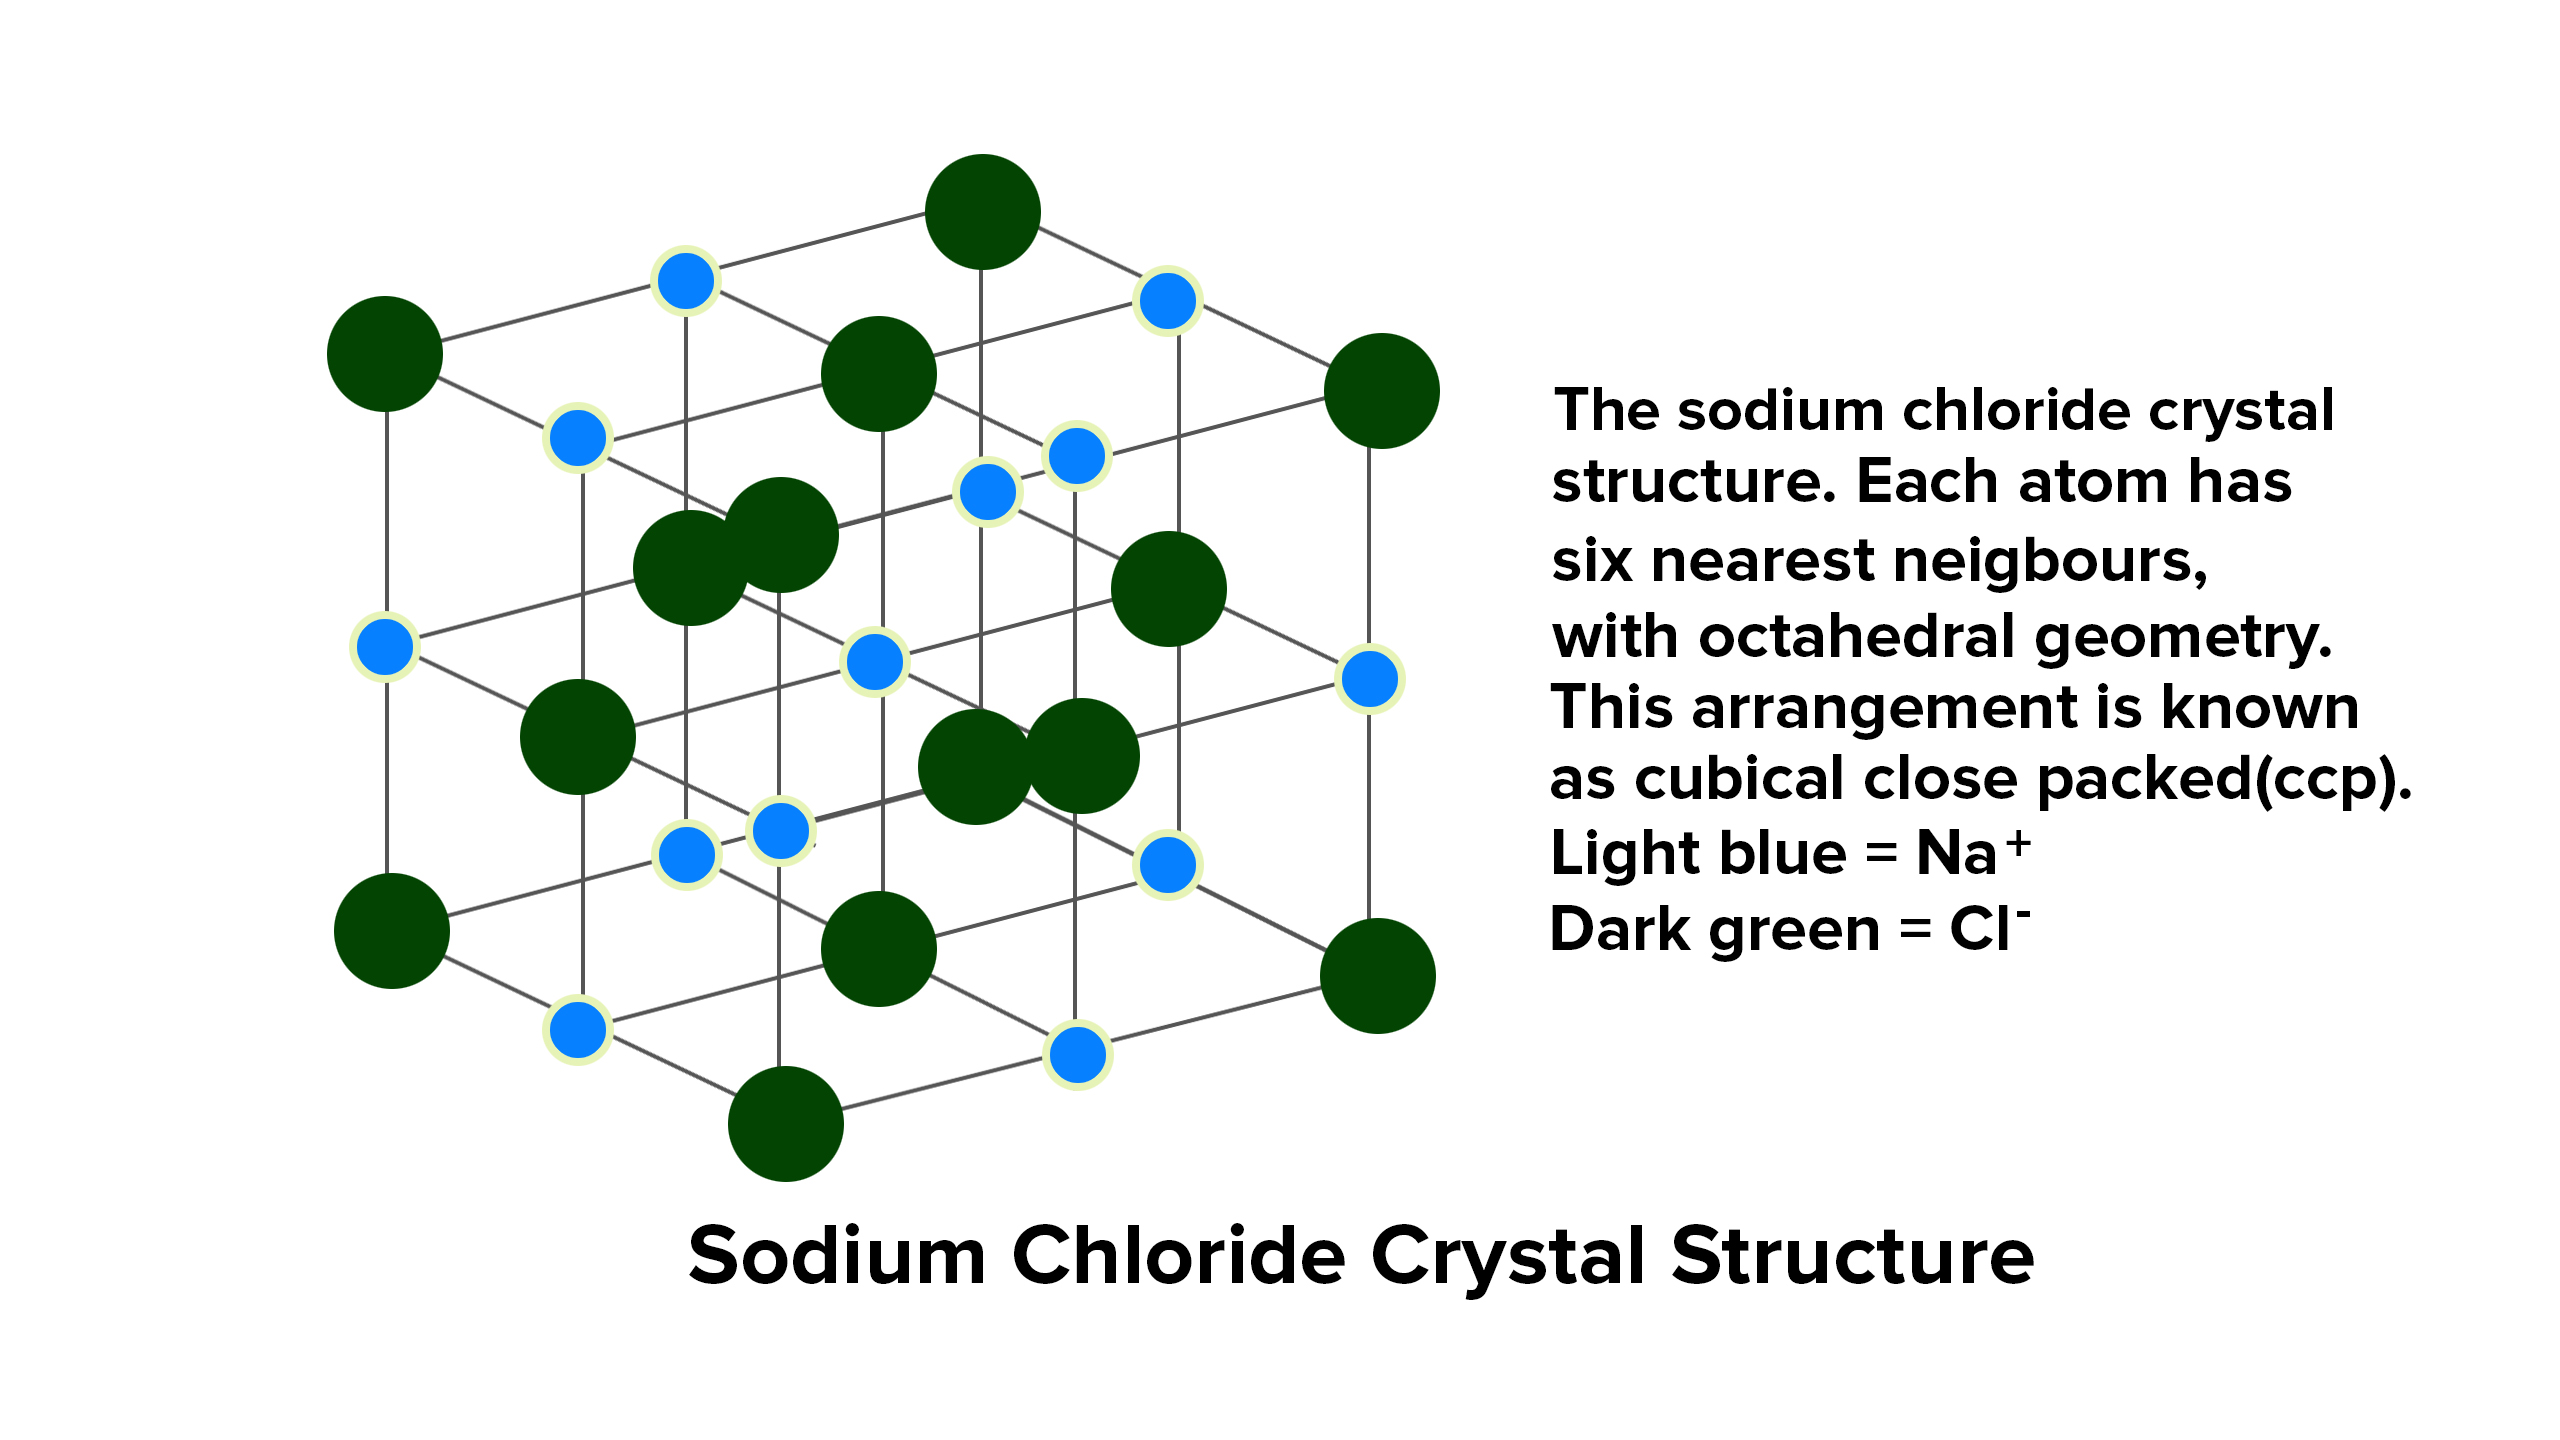 The sodium chloride crystal
structure. Each atom has
six nearest neigbours,
with octahedral geometry.
This arrangement is known
as cubical close packed(ccp).
Light blue = Na⁺
Dark green = Cl⁻
Sodium Chloride Crystal Structure